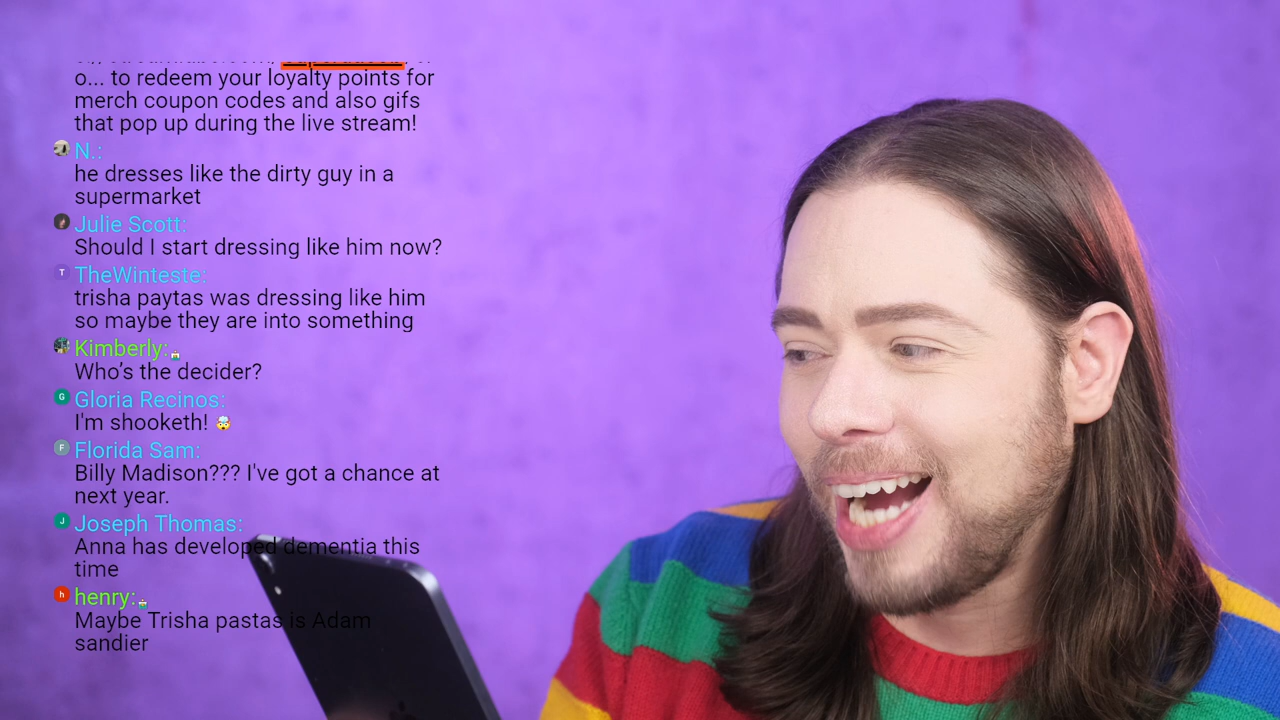 o... to redeem your loyalty points for
merch coupon codes and also gifs
that pop up during the live stream!
N.:
he dresses like the dirty guy in a
supermarket
Julie Scott:
Should I start dressing like him now?
T TheWinteste:
trisha paytas was dressing like him
so maybe they are into something
Kimberly:
Who's the decider?
G Gloria Recinos:
I'm shooketh! 🤯
F Florida Sam:
Billy Madison??? I've got a chance at
next year.
J Joseph Thomas:
Anna has developed dementia this
time
h henry:
Maybe Trisha pastas is Adam
sandier